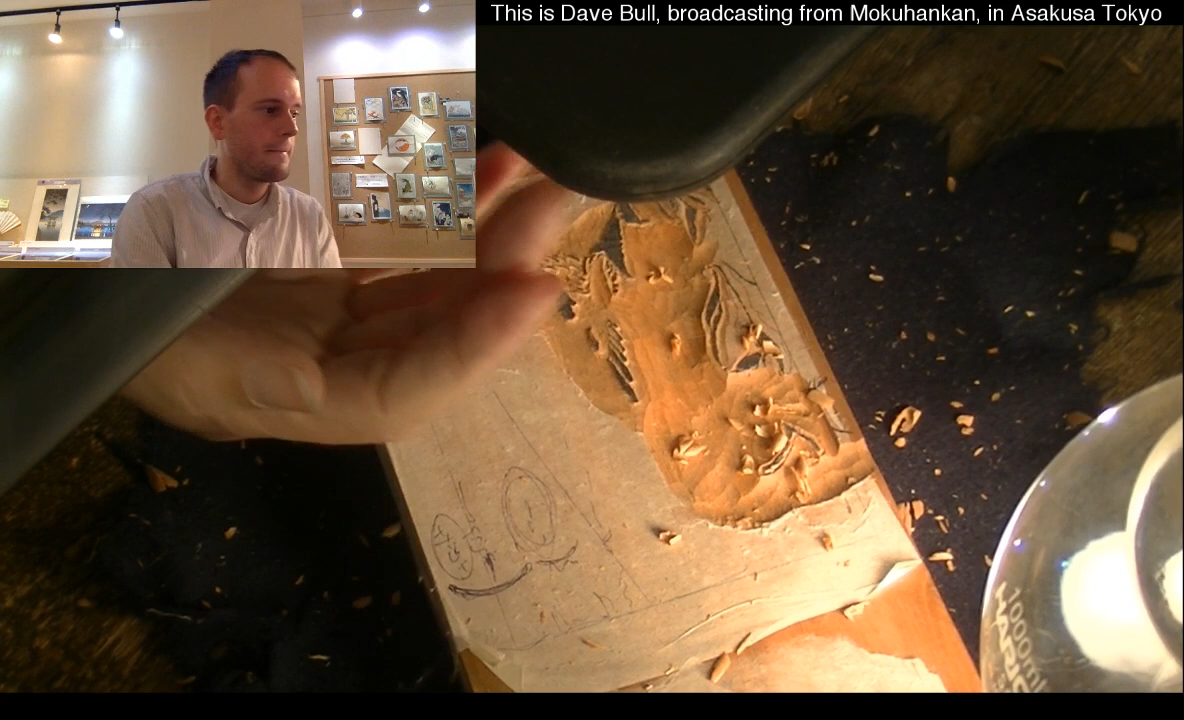 This is Dave Bull, broadcasting from Mokuhankan, in Asakusa Tokyo
1000ml
HARIO